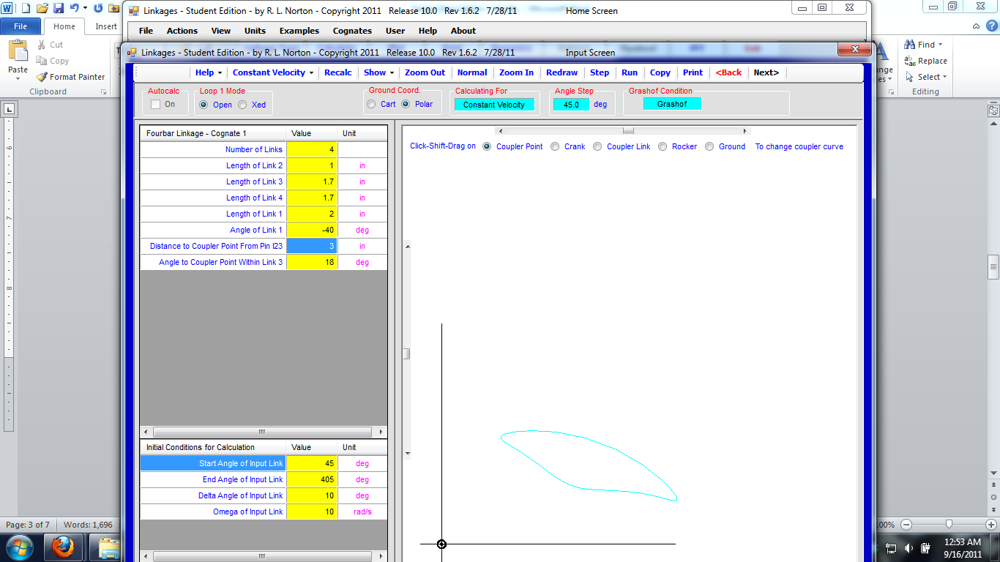 Linkages - Student Edition - by R. L. Norton - Copyright 2011 Release 10.0 Rev 1.6.2 7/28/11 Home Screen
File Home Insert
File Actions View Units Examples Cognates User Help About
Paste
Cut
Copy
Format Painter
Clipboard
Find
Replace
Select
Editing
Linkages - Student Edition - by R. L. Norton - Copyright 2011 Release 10.0 Rev 1.6.2 7/28/11 Input Screen
Help Constant Velocity Recalc Show Zoom Out Normal Zoom In Redraw Step Run Copy Print <Back Next>
Autocalc Loop 1 Mode Ground Coord. Calculating For Angle Step Grashof Condition
On Open Xed Cart Polar Constant Velocity 45.0 deg Grashof
Fourbar Linkage - Cognate 1 Value Unit
Number of Links 4
Length of Link 2 1 in
Length of Link 3 1.7 in
Length of Link 4 1.7 in
Length of Link 1 2 in
Angle of Link 1 -40 deg
Distance to Coupler Point From Pin I23 3 in
Angle to Coupler Point Within Link 3 18 deg
Click-Shift-Drag on Coupler Point Crank Coupler Link Rocker Ground To change coupler curve
6
7
8
Initial Conditions for Calculation Value Unit
Start Angle of Input Link 45 deg
End Angle of Input Link 405 deg
Delta Angle of Input Link 10 deg
Omega of Input Link 10 rad/s
Page: 3 of 7 Words: 1,696
12:53 AM
9/16/2011